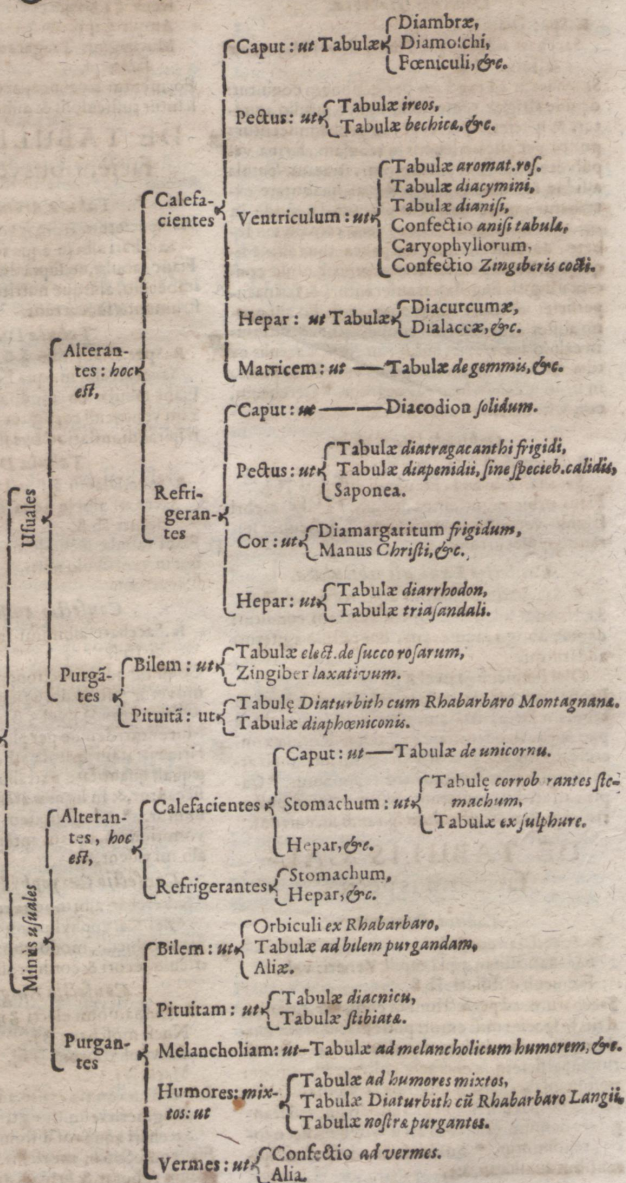 Usuales
Alterantes: hoc est,
Calefacientes
Caput: ut Tabulæ
Diambræ,
Diamoschi,
Fœniculi, &c.
Pectus: ut
Tabulæ ireos,
Tabulæ bechicæ, &c.
Ventriculum: ut
Tabulæ aromat. ros.
Tabulæ diacymini,
Tabulæ dianisi,
Confectio anisi tabulæ,
Caryophyllorum.
Confectio Zingiberis cocti.
Hepar: ut Tabulæ
Diacurcumæ,
Dialaccæ, &c.
Matricem: ut — Tabulæ de gemmis, &c.
Refrigerantes
Caput: ut — Diacodion solidum.
Pectus: ut
Tabulæ diatragacanthi frigidi,
Tabulæ diapenidii, sine specieb. calidis,
Saponea.
Cor: ut
Diamargaritum frigidum,
Manus Christi, &c.
Hepar: ut
Tabulæ diarrhodon,
Tabulæ triasandali.
Purgātes
Bilem: ut
Tabulæ elect. de succo rosarum,
Zingiber laxativum.
Pituitā: ut
Tabulę Diaturbith cum Rhabarbaro Montagnanæ.
Tabulæ diaphœniconis.
Minùs usuales
Alterantes, hoc est,
Calefacientes
Caput: ut — Tabulæ de unicornu.
Stomachum: ut
Tabulę corroborantes stomachum,
Tabulæ ex sulphure.
Hepar, &c.
Refrigerantes
Stomachum,
Hepar, &c.
Purgantes
Bilem: ut
Orbiculi ex Rhabarbaro,
Tabulæ ad bilem purgandam,
Aliæ.
Pituitam: ut
Tabulæ diacnicu,
Tabulæ stibiatæ.
Melancholiam: ut – Tabulæ ad melancholicum humorem, &c.
Humores: mixtos: ut
Tabulæ ad humores mixtos,
Tabulæ Diaturbith cū Rhabarbaro Langii,
Tabulæ nostræ purgantes.
Vermes: ut
Confectio ad vermes.
Alia.